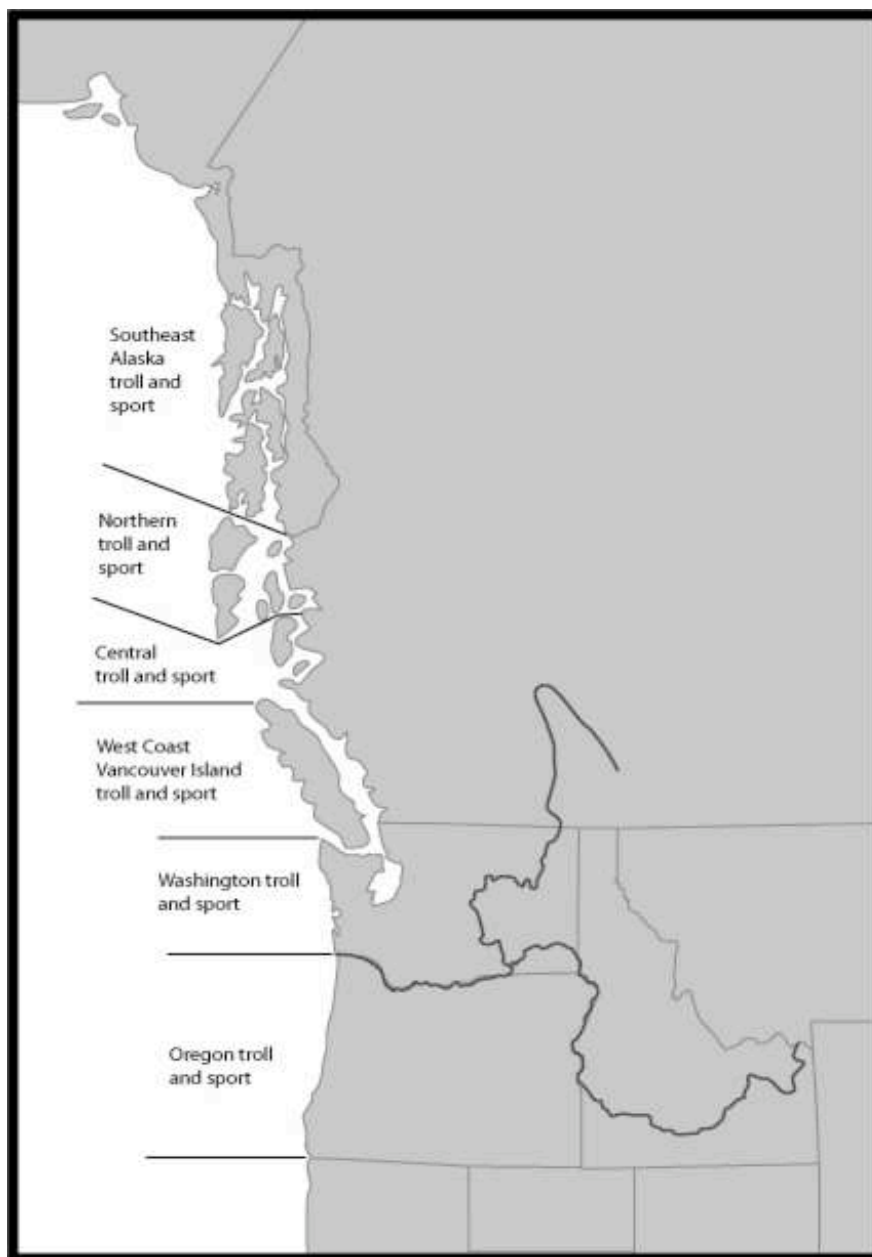 Southeast
Alaska
troll and
sport
Northern
troll and
sport
Central
troll and sport
West Coast
Vancouver Island
troll and sport
Washington troll
and sport
Oregon troll
and sport